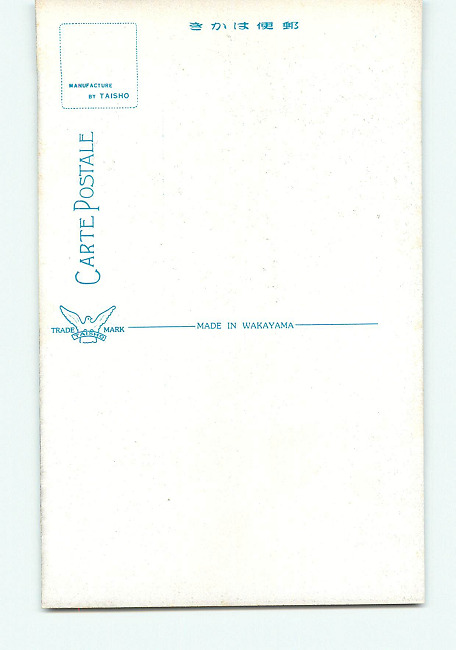 きかは便郵
MANUFACTURE
BY TAISHO
CARTE POSTALE
TRADE MARK
TAISHO
MADE IN WAKAYAMA